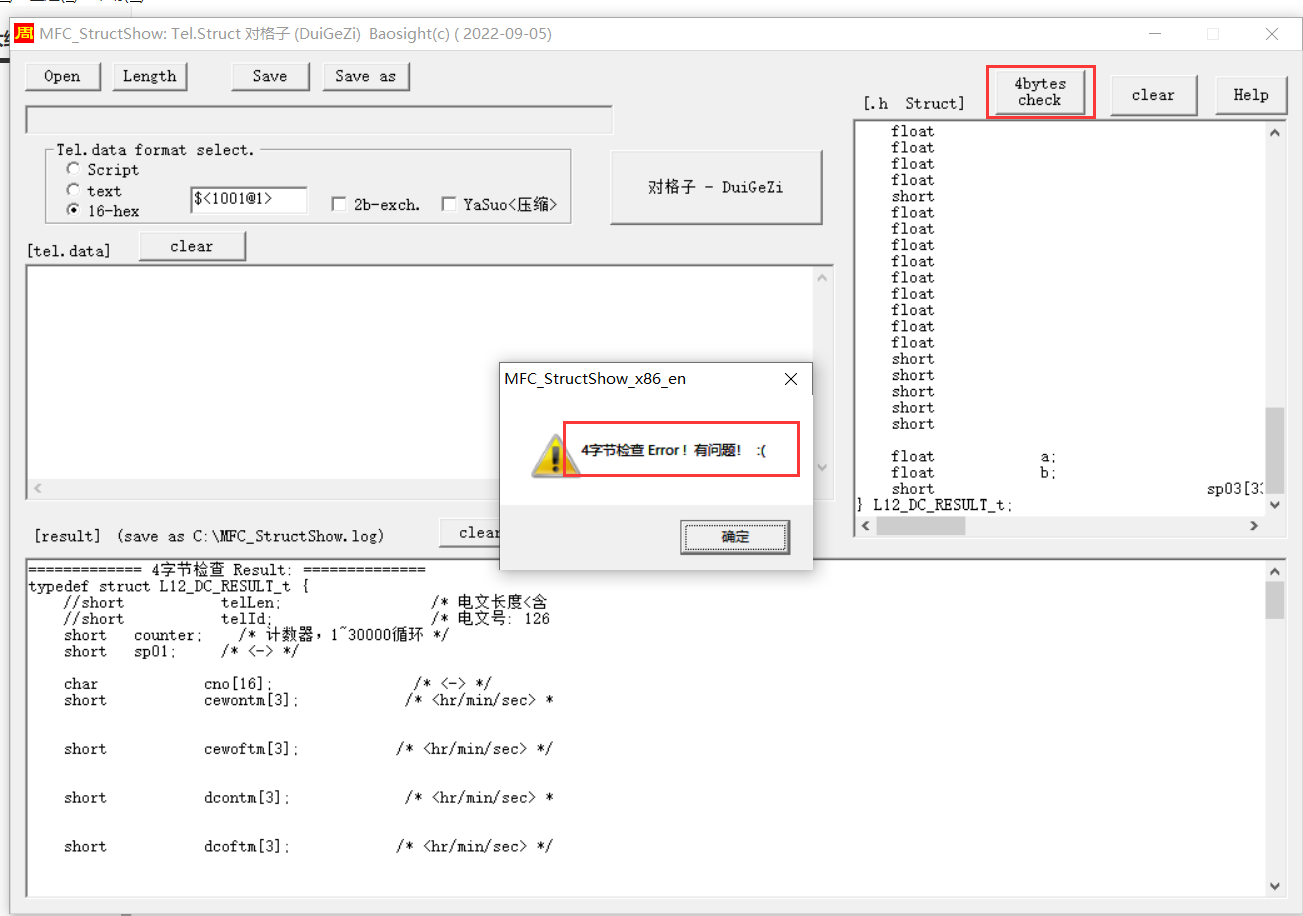 MFC_StructShow: Tel.Struct 对格子 (DuiGeZi)  Baosight(c) ( 2022-09-05)
Open
Length
Save
Save as
[.h  Struct]
4bytes
check
clear
Help
Tel.data format select.
Script
text
16-hex
$<1001@1>
2b-exch.
YaSuo<压缩>
对格子 - DuiGeZi
[tel.data]
clear
float
float
float
float
short
float
float
float
float
float
float
float
float
float
short
short
short
short
short
float a;
float b;
short sp03[33
} L12_DC_RESULT_t;
MFC_StructShow_x86_en
4字节检查 Error！有问题！ :(
确定
[result]  (save as C:\MFC_StructShow.log)
clear
============= 4字节检查 Result: ==============
typedef struct L12_DC_RESULT_t {
//short telLen; /* 电文长度<含
//short telId; /* 电文号: 126
short counter; /* 计数器，1~30000循环 */
short sp01; /* <-> */
char cno[16]; /* <-> */
short cewontm[3]; /* <hr/min/sec> *
short cewoftm[3]; /* <hr/min/sec> */
short dcontm[3]; /* <hr/min/sec> *
short dcoftm[3]; /* <hr/min/sec> */